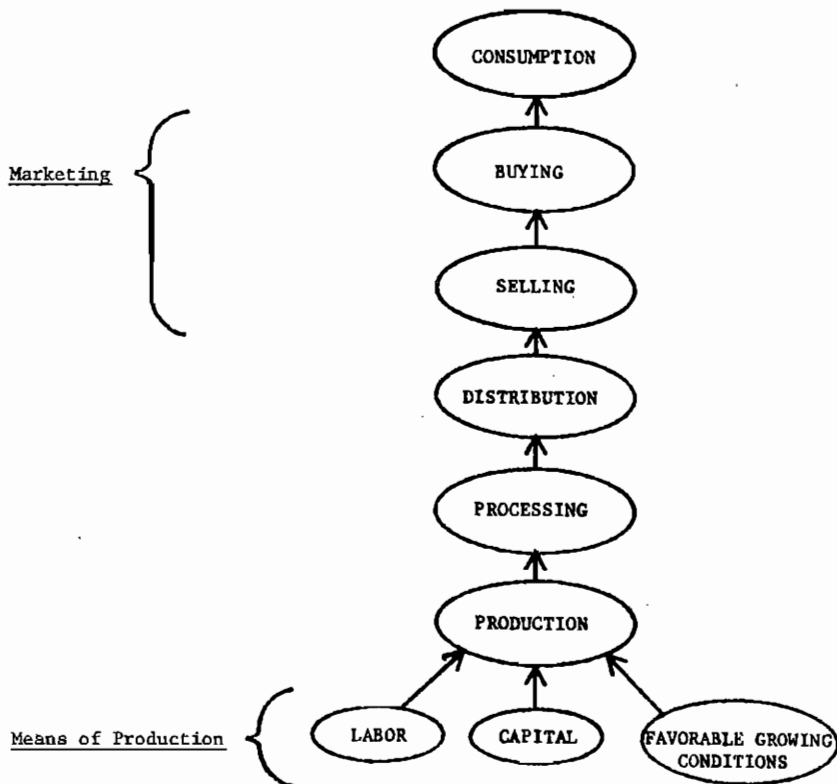 CONSUMPTION
Marketing
BUYING
SELLING
DISTRIBUTION
PROCESSING
PRODUCTION
Means of Production
LABOR
CAPITAL
FAVORABLE GROWING
CONDITIONS